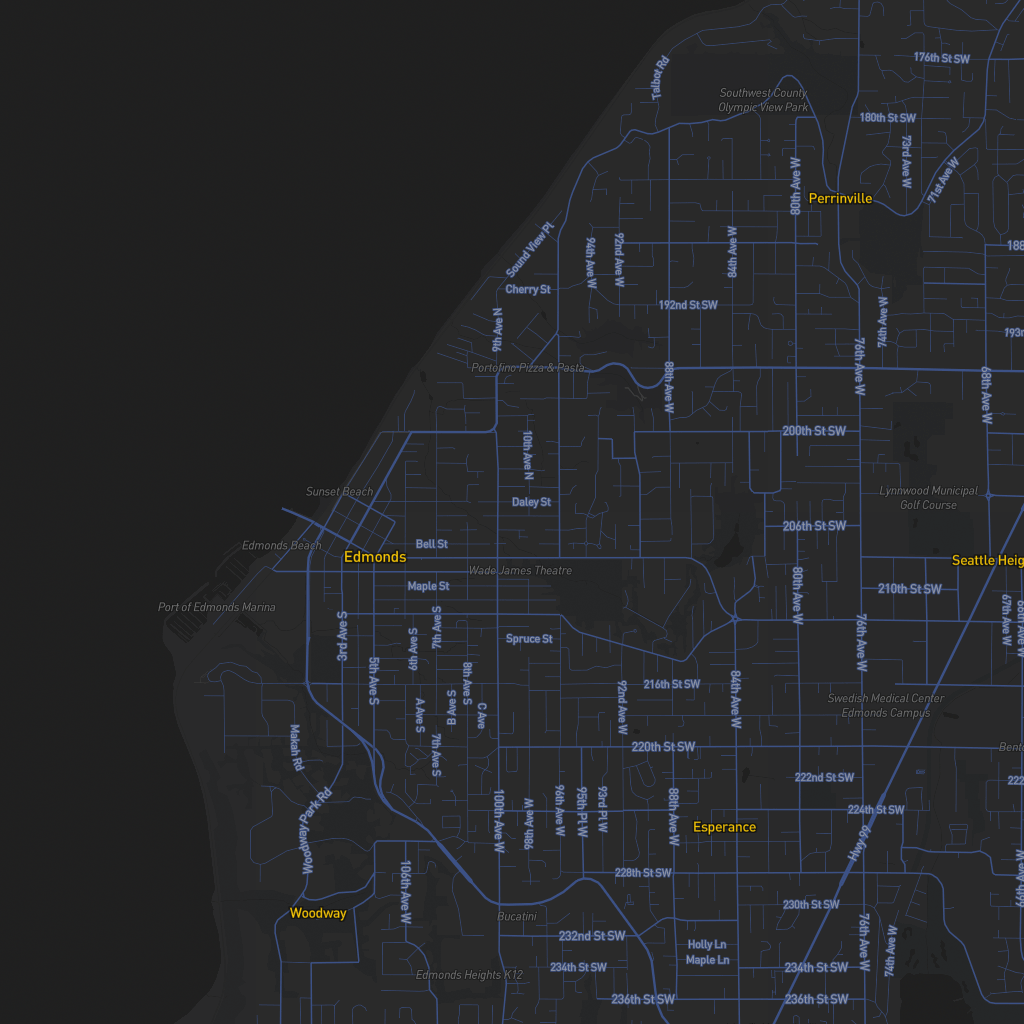 176th St SW
Talbot Rd
Southwest County
Olympic View Park
180th St SW
73rd Ave W
71st Ave W
80th Ave W
Perrinville
Sound View Pl
94th Ave W
92nd Ave W
84th Ave W
188
Cherry St
192nd St SW
9th Ave N
74th Ave W
193r
Portofino Pizza & Pasta
88th Ave W
76th Ave W
68th Ave W
10th Ave N
200th St SW
Sunset Beach
Daley St
Lynnwood Municipal
Golf Course
206th St SW
Edmonds Beach
Bell St
Edmonds
Wade James Theatre
Seattle Heig
Maple St
80th Ave W
210th St SW
Port of Edmonds Marina
3rd Ave S
7th Ave S
6th Ave S
Spruce St
76th Ave W
67th Ave W
66th Ave W
5th Ave S
8th Ave S
216th St SW
A Ave S
B Ave S
C Ave
92nd Ave W
84th Ave W
Swedish Medical Center
Edmonds Campus
Makah Rd
7th Ave S
220th St SW
Bentl
222nd St SW
222
Woodway Park Rd
100th Ave W
98th Ave W
96th Ave W
95th Pl W
93rd Pl W
88th Ave W
224th St SW
Esperance
Hwy 99
106th Ave W
228th St SW
Woodway
Bucatini
230th St SW
232nd St SW
76th Ave W
74th Ave W
Holly Ln
Maple Ln
234th St SW
234th St SW
Edmonds Heights K12
236th St SW
236th St SW